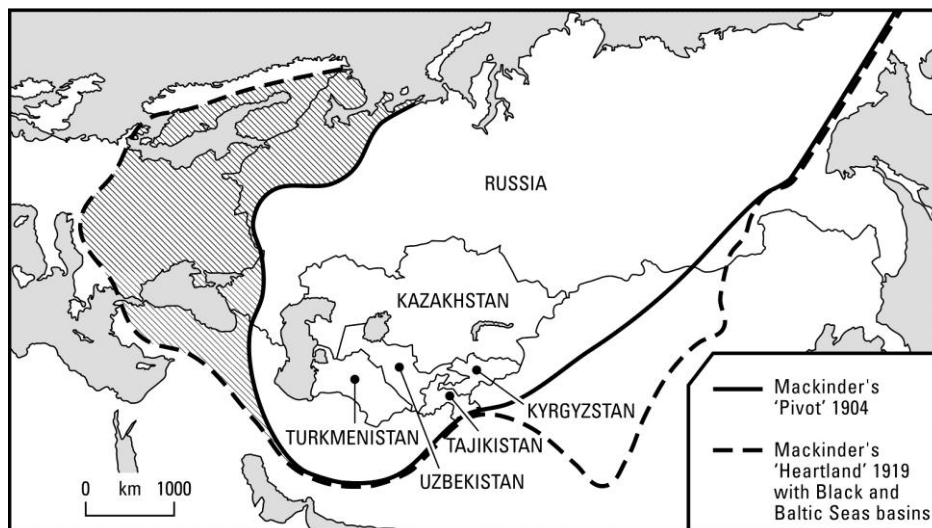 RUSSIA
KAZAKHSTAN
KYRGYZSTAN
TURKMENISTAN
TAJIKISTAN
UZBEKISTAN
0 km 1000
Mackinder's
'Pivot' 1904
Mackinder's
'Heartland' 1919
with Black and
Baltic Seas basins